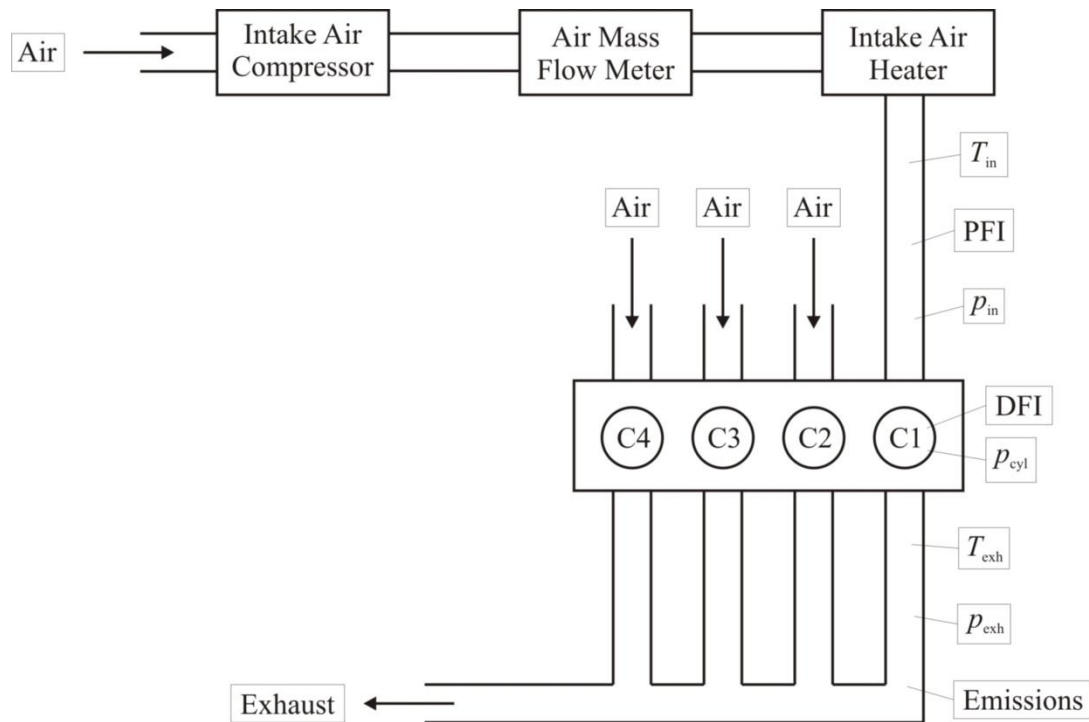 Air
Intake Air
Compressor
Air Mass
Flow Meter
Intake Air
Heater
T_in
Air
Air
Air
PFI
p_in
DFI
C4
C3
C2
C1
p_cyl
T_exh
p_exh
Exhaust
Emissions